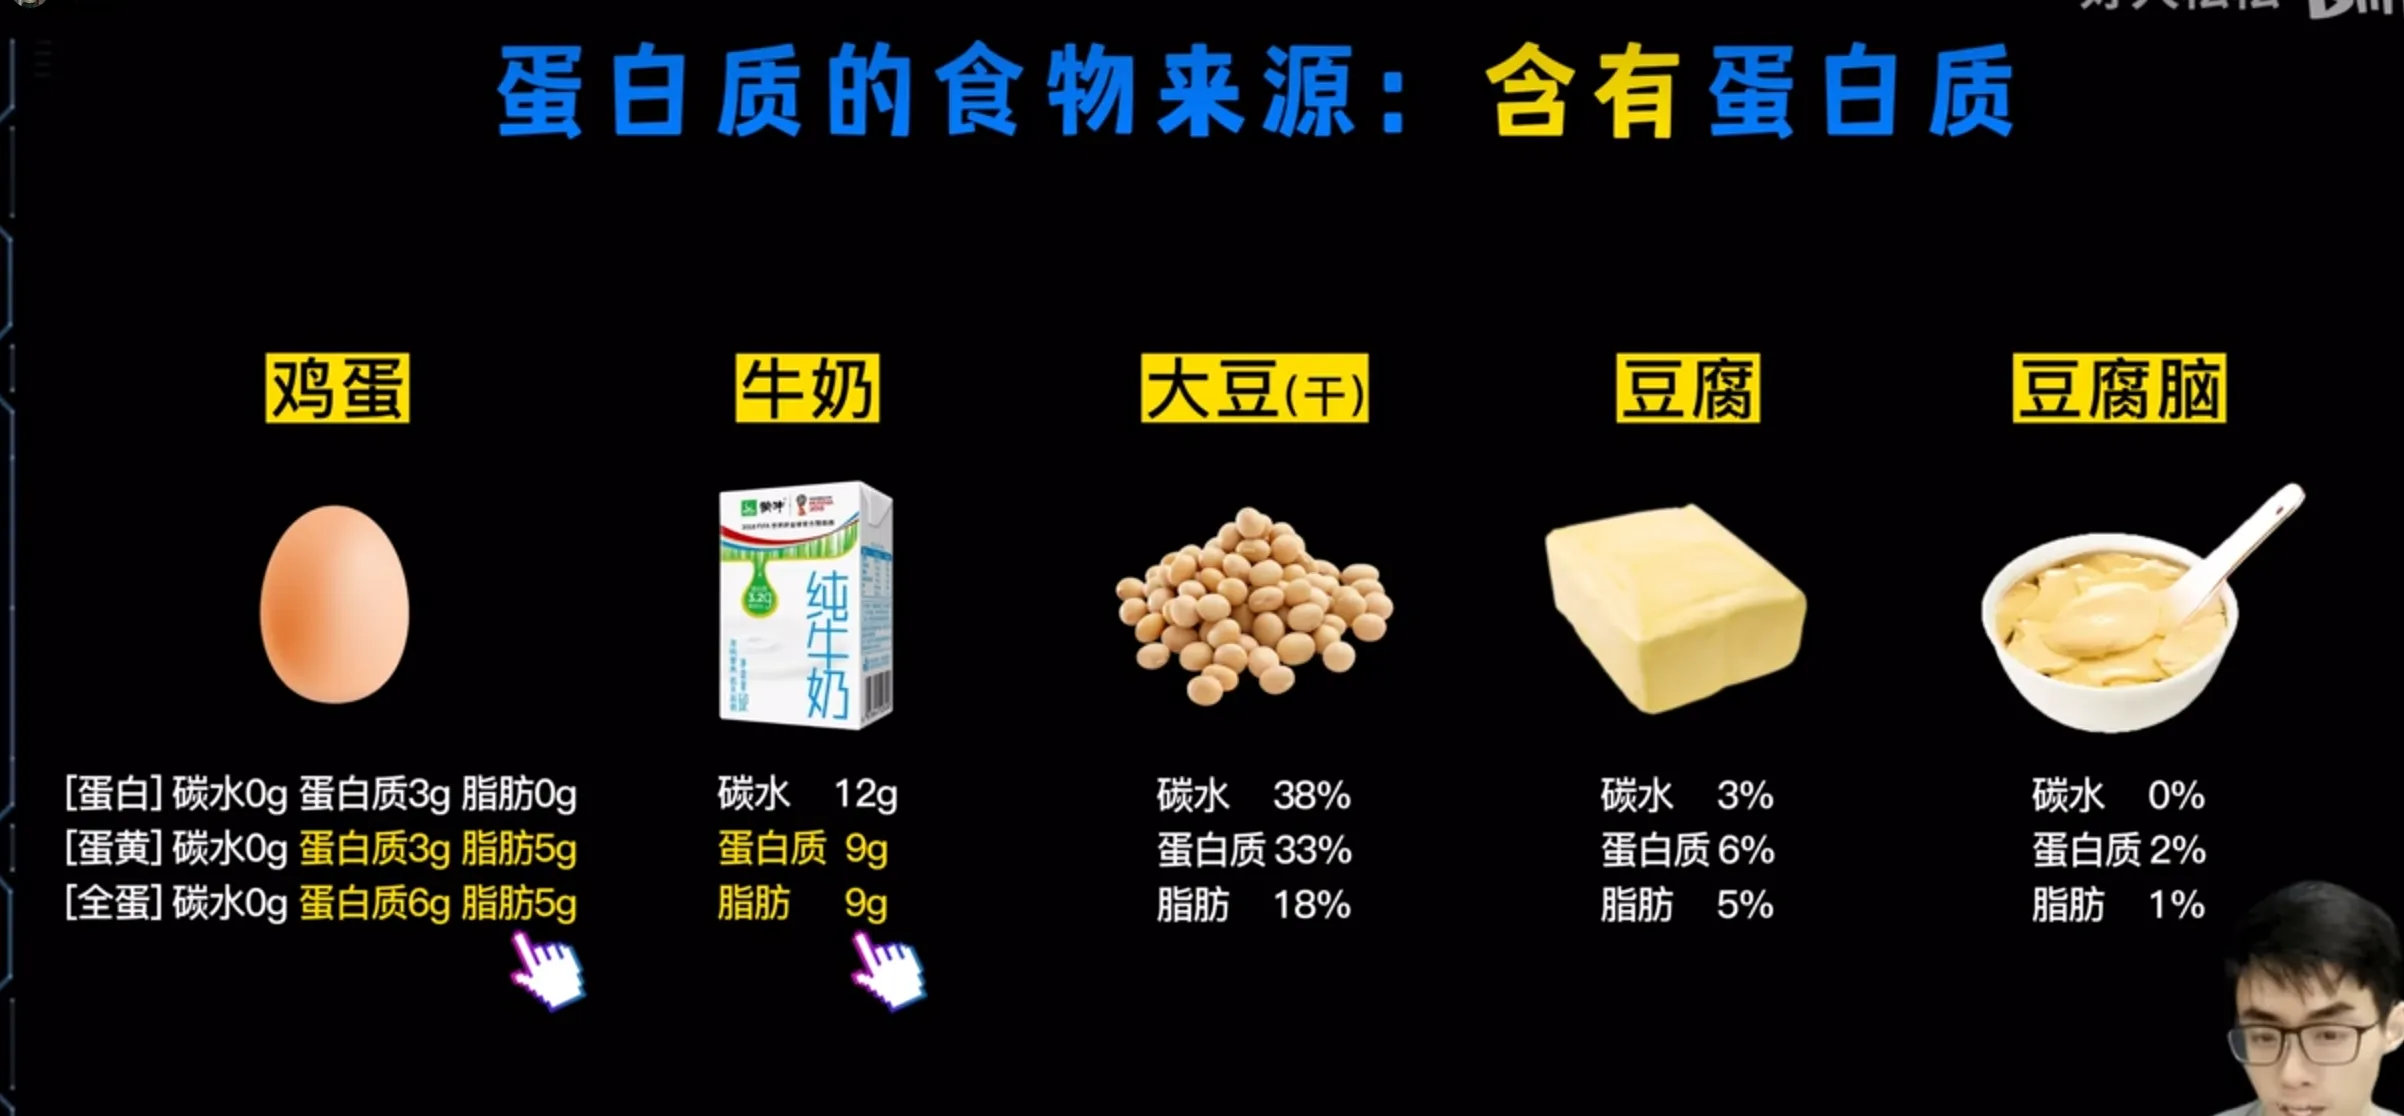 蛋白质的食物来源：含有蛋白质
鸡蛋
牛奶
大豆(干)
豆腐
豆腐脑
蒙牛
3.2g
纯牛奶
[蛋白] 碳水0g 蛋白质3g 脂肪0g
[蛋黄] 碳水0g 蛋白质3g 脂肪5g
[全蛋] 碳水0g 蛋白质6g 脂肪5g
碳水 12g
蛋白质 9g
脂肪 9g
碳水 38%
蛋白质 33%
脂肪 18%
碳水 3%
蛋白质 6%
脂肪 5%
碳水 0%
蛋白质 2%
脂肪 1%